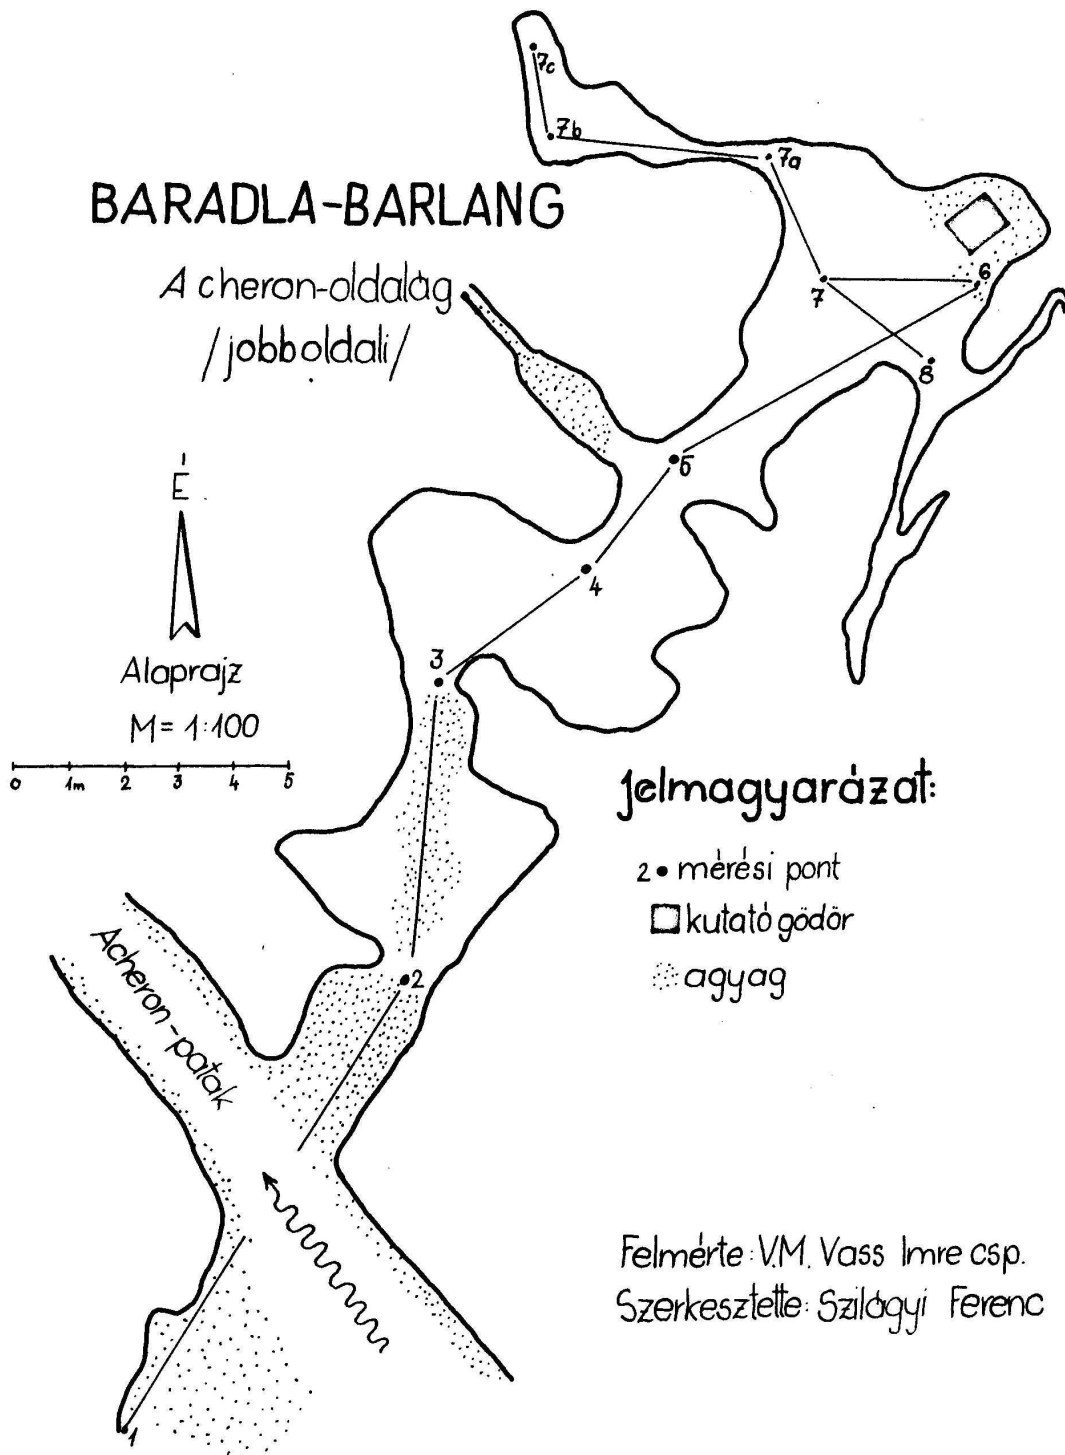 7c
7b
7a
BARADLA-BARLANG
Acheron-oldalág
/jobboldali/
6
7
8
5
É
4
3
Alaprajz
M= 1:100
0 1m 2 3 4 5
Jelmagyarázat:
2• mérési pont
kutató gödör
agyag
2
Acheron-patak
Felmérte: V.M. Vass Imre csp.
Szerkesztette: Szilágyi Ferenc
1